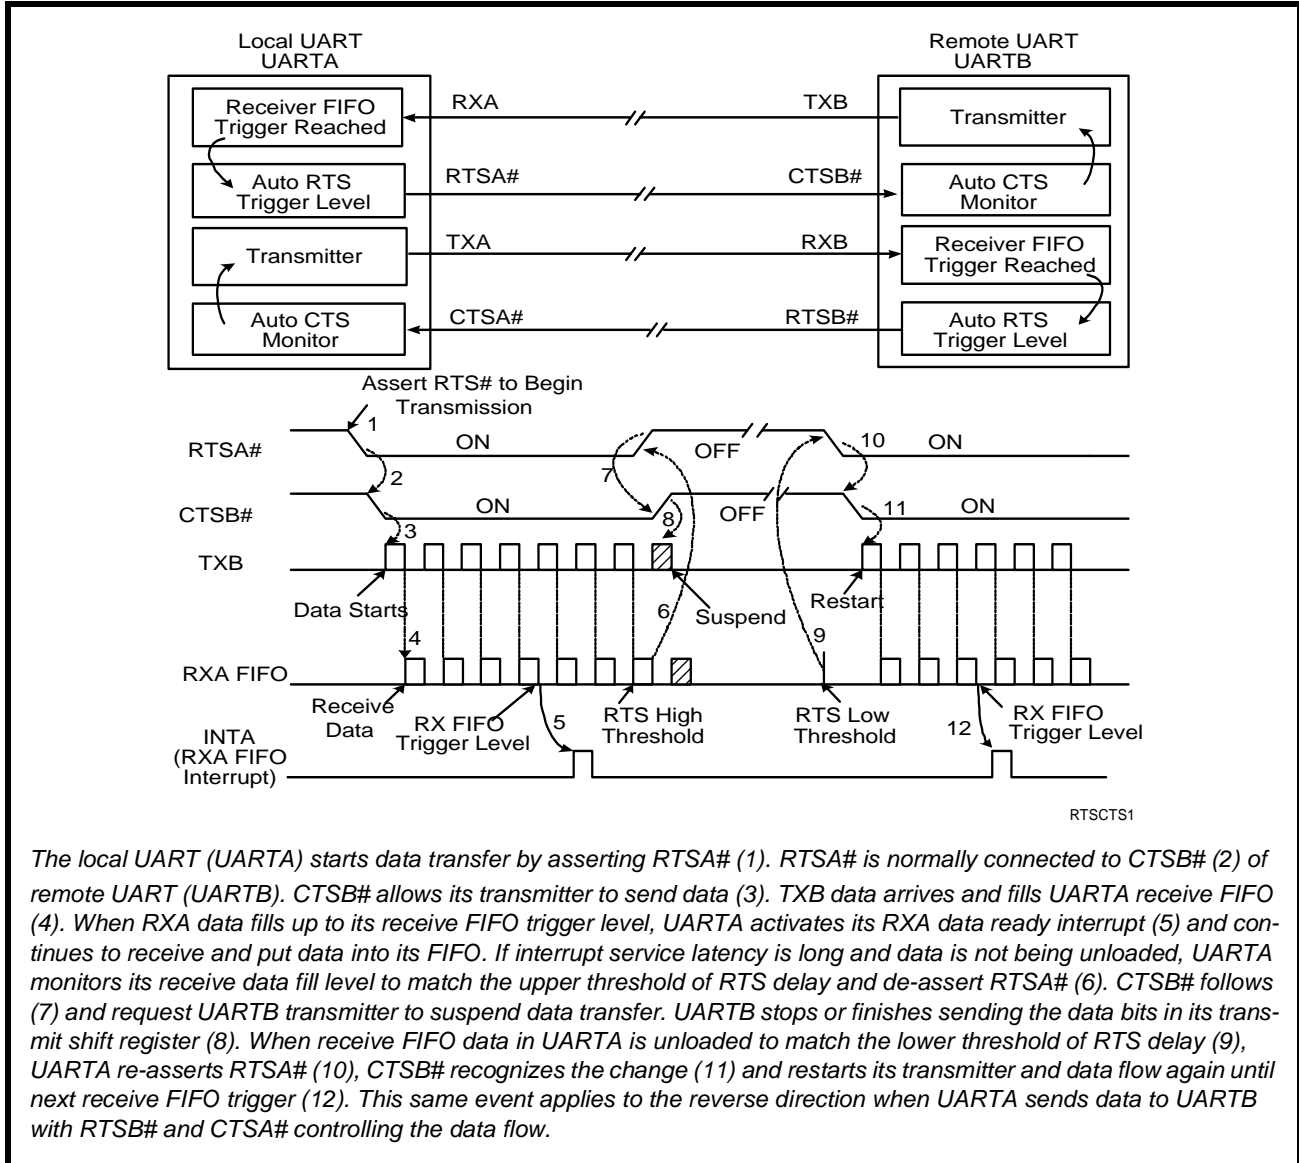 Local UART
UARTA
Remote UART
UARTB
Receiver FIFO
Trigger Reached
RXA
TXB
Transmitter
Auto RTS
Trigger Level
RTSA#
CTSB#
Auto CTS
Monitor
Transmitter
TXA
RXB
Receiver FIFO
Trigger Reached
Auto CTS
Monitor
CTSA#
RTSB#
Auto RTS
Trigger Level
Assert RTS# to Begin
Transmission
RTSA#
1
ON
7
OFF
10
ON
2
CTSB#
ON
8
OFF
11
ON
3
TXB
Data Starts
6
Suspend
Restart
4
9
RXA FIFO
Receive
Data
RX FIFO
Trigger Level
5
RTS High
Threshold
RTS Low
Threshold
12
RX FIFO
Trigger Level
INTA
(RXA FIFO
Interrupt)
RTSCTS1
The local UART (UARTA) starts data transfer by asserting RTSA# (1). RTSA# is normally connected to CTSB# (2) of
remote UART (UARTB). CTSB# allows its transmitter to send data (3). TXB data arrives and fills UARTA receive FIFO
(4). When RXA data fills up to its receive FIFO trigger level, UARTA activates its RXA data ready interrupt (5) and con-
tinues to receive and put data into its FIFO. If interrupt service latency is long and data is not being unloaded, UARTA
monitors its receive data fill level to match the upper threshold of RTS delay and de-assert RTSA# (6). CTSB# follows
(7) and request UARTB transmitter to suspend data transfer. UARTB stops or finishes sending the data bits in its trans-
mit shift register (8). When receive FIFO data in UARTA is unloaded to match the lower threshold of RTS delay (9),
UARTA re-asserts RTSA# (10), CTSB# recognizes the change (11) and restarts its transmitter and data flow again until
next receive FIFO trigger (12). This same event applies to the reverse direction when UARTA sends data to UARTB
with RTSB# and CTSA# controlling the data flow.